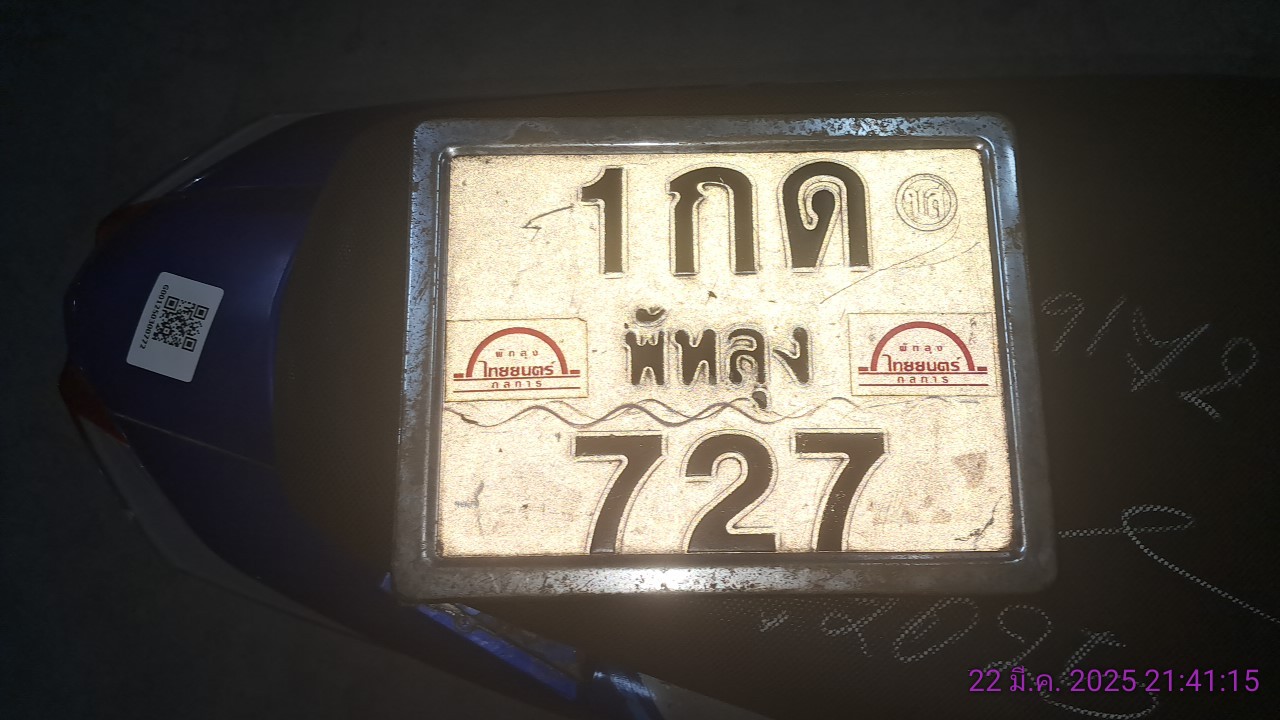 1กด
ขส
พัทลุง
พัทลุง
ไทยยนตร์
กลการ
พัทลุง
ไทยยนตร์
กลการ
727
22 มี.ค. 2025 21:41:15